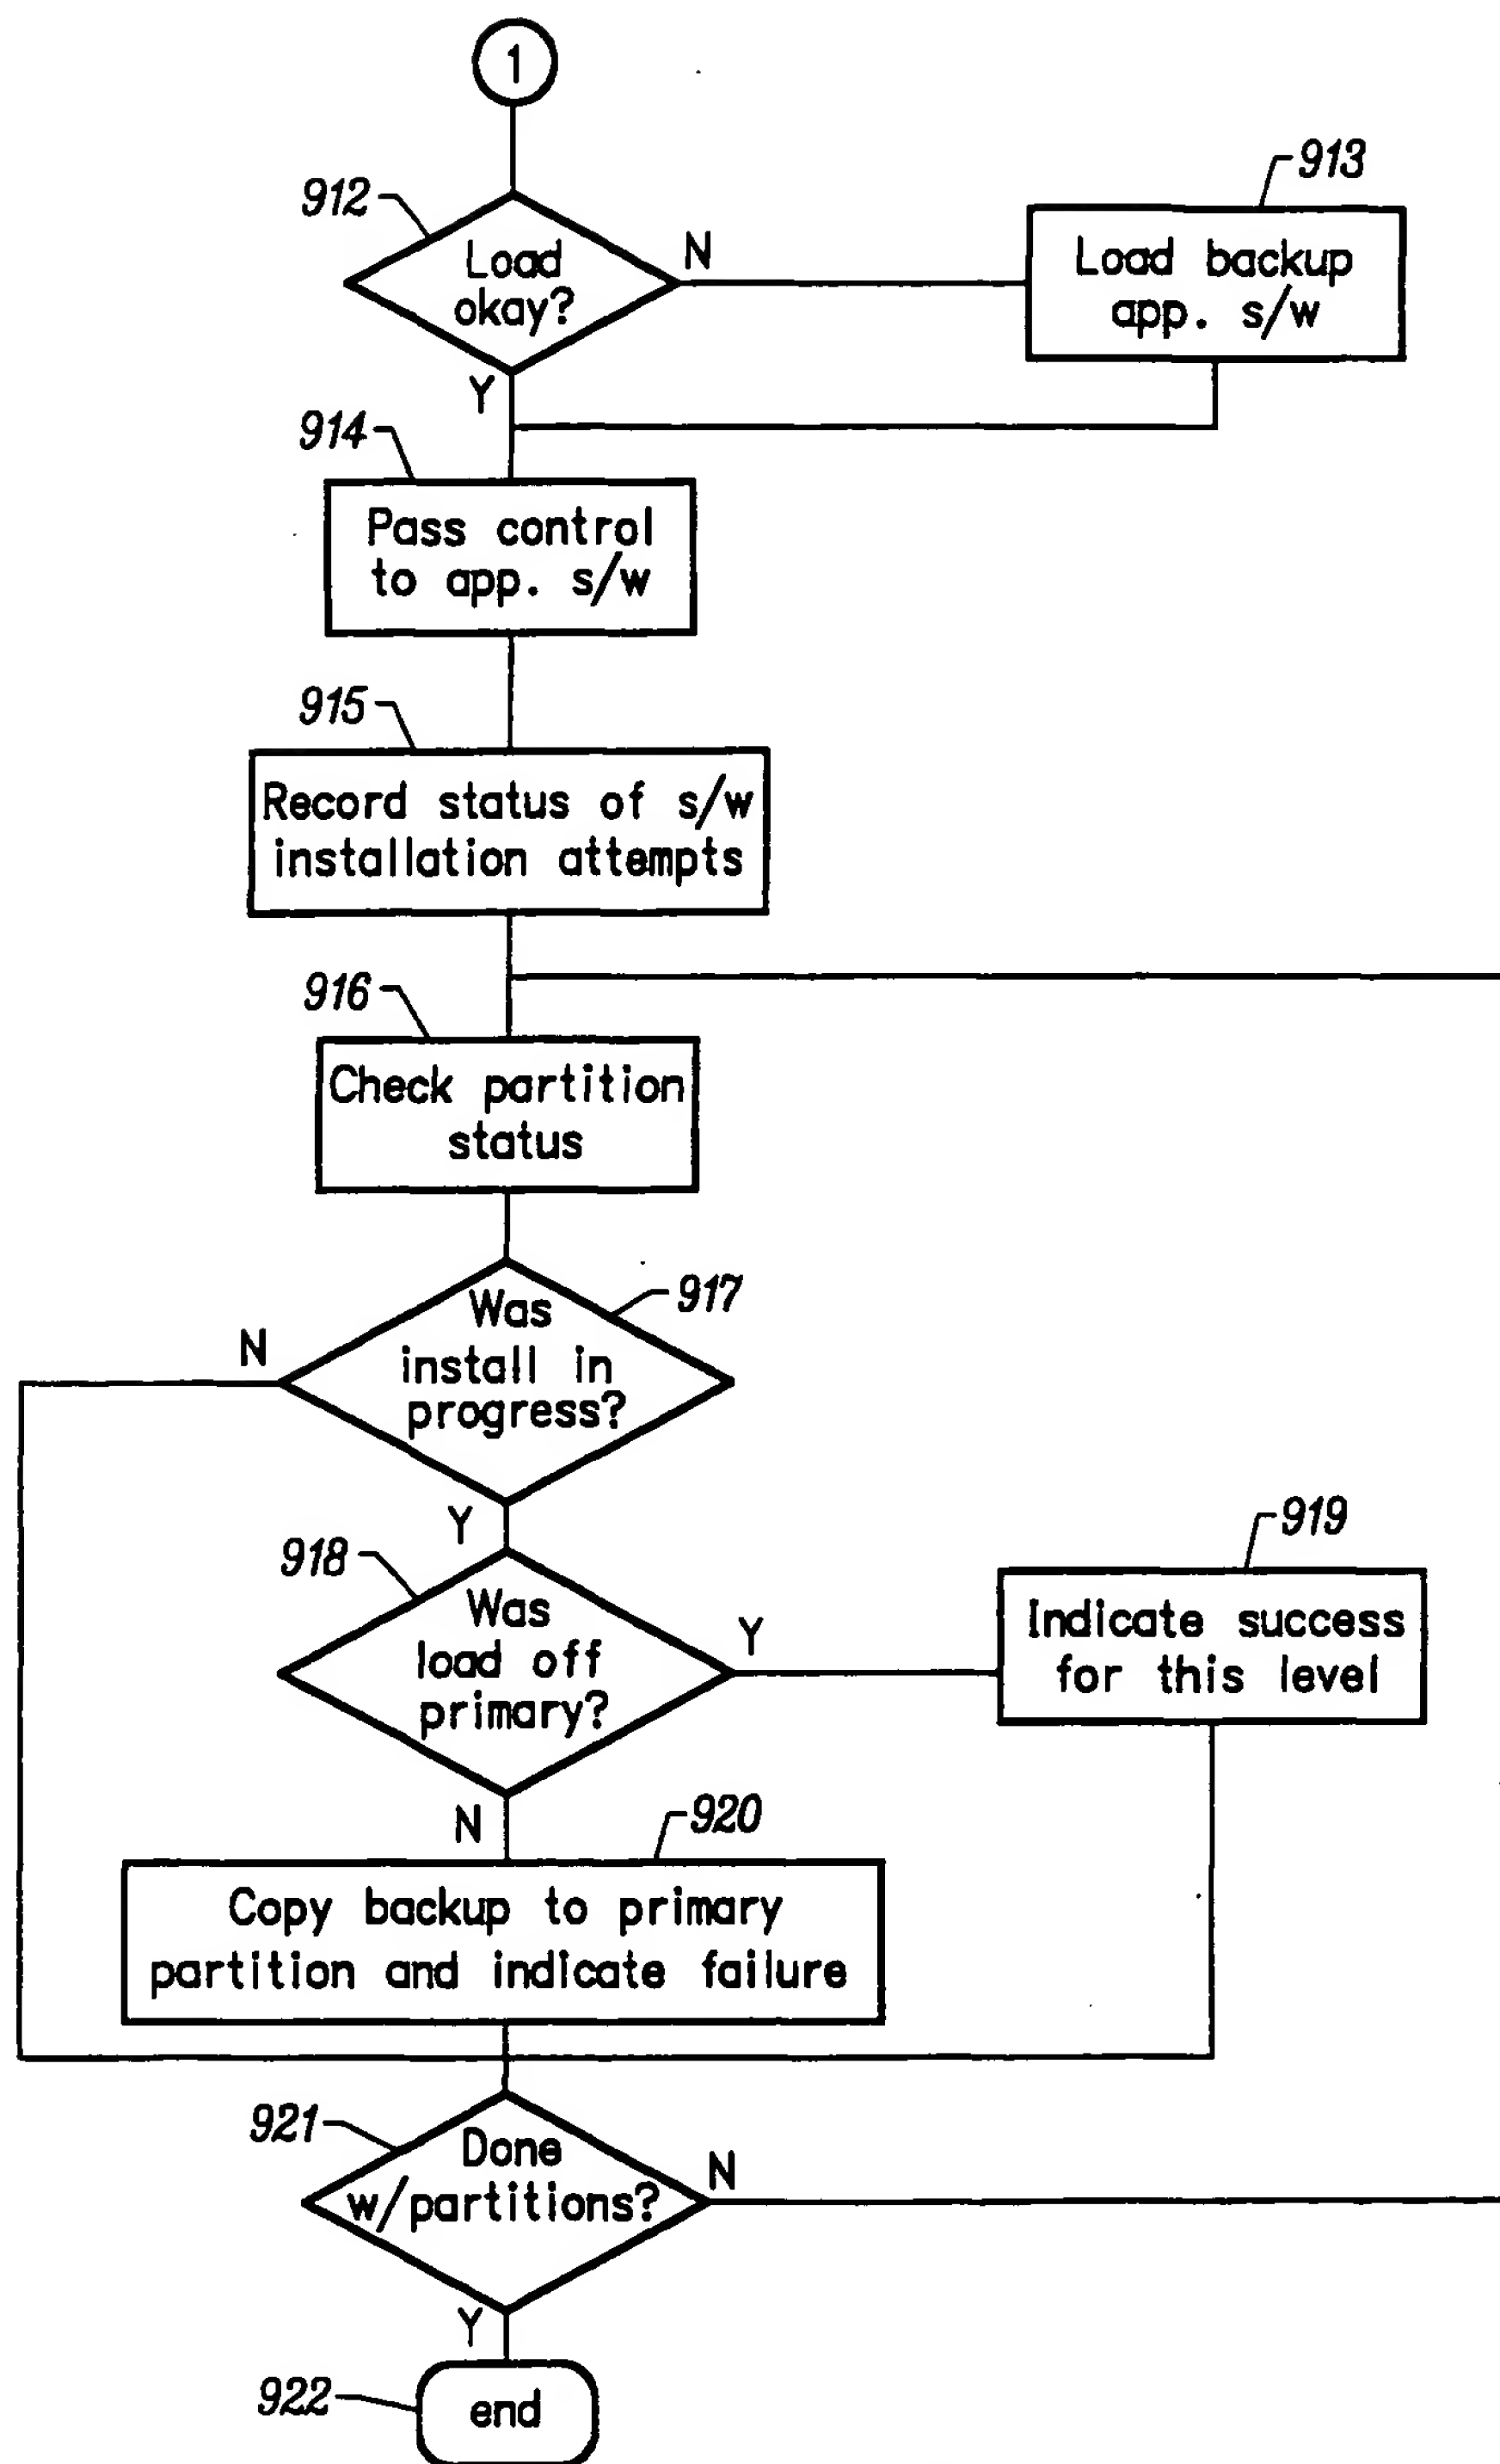 1
912
Load
okay?
N
913
Load backup
app. s/w
Y
914
Pass control
to app. s/w
915
Record status of s/w
installation attempts
916
Check partition
status
917
Was
install in
progress?
N
Y
918
Was
load off
primary?
Y
919
Indicate success
for this level
N
920
Copy backup to primary
partition and indicate failure
921
Done
w/partitions?
N
Y
922
end